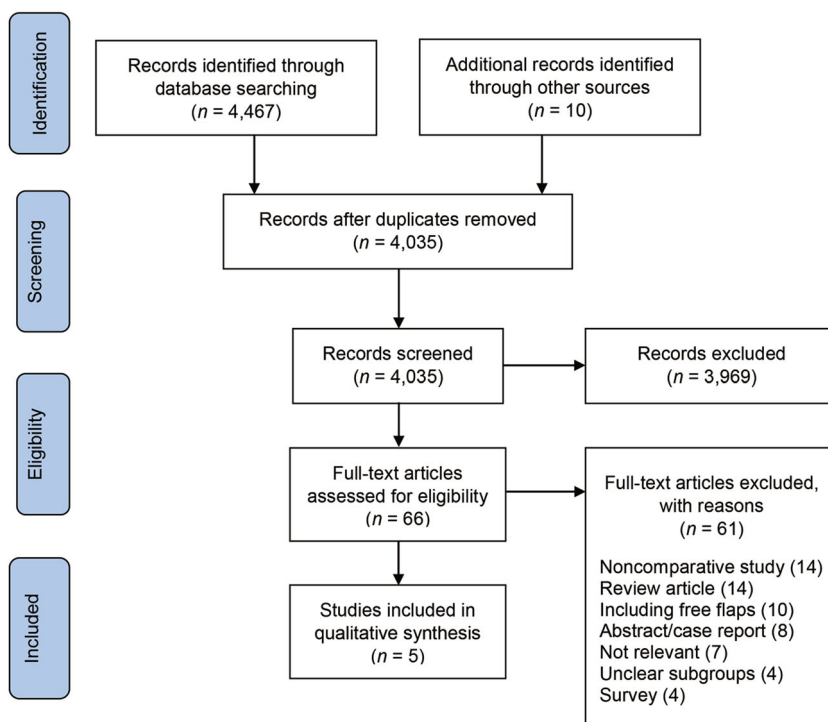 Identification
Records identified through
database searching
(n = 4,467)
Additional records identified
through other sources
(n = 10)
Screening
Records after duplicates removed
(n = 4,035)
Records screened
(n = 4,035)
Records excluded
(n = 3,969)
Eligibility
Full-text articles
assessed for eligibility
(n = 66)
Full-text articles excluded,
with reasons
(n = 61)
Noncomparative study (14)
Review article (14)
Including free flaps (10)
Abstract/case report (8)
Not relevant (7)
Unclear subgroups (4)
Survey (4)
Included
Studies included in
qualitative synthesis
(n = 5)